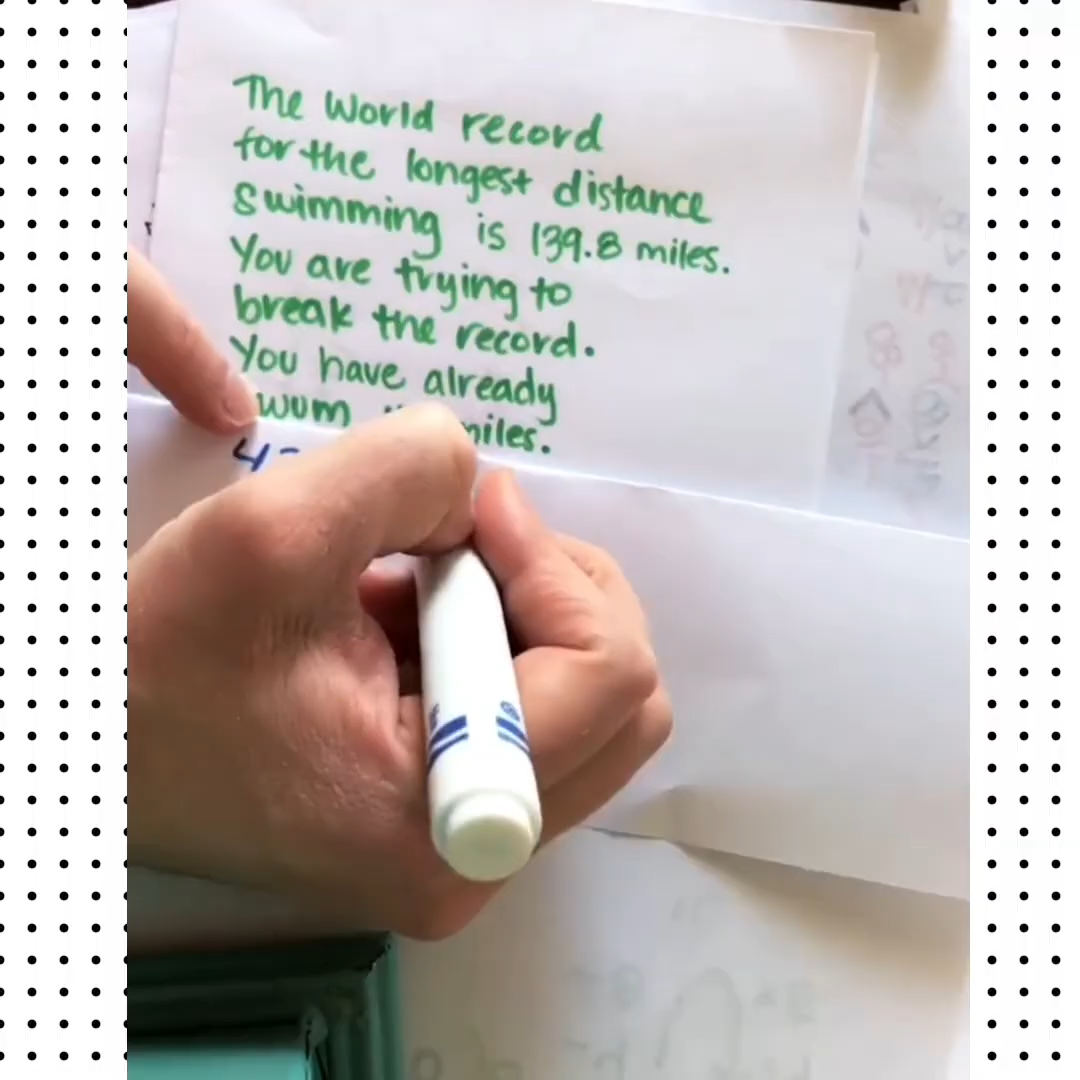 The world record
for the longest distance
swimming is 139.8 miles.
You are trying to
break the record.
You have already
miles.